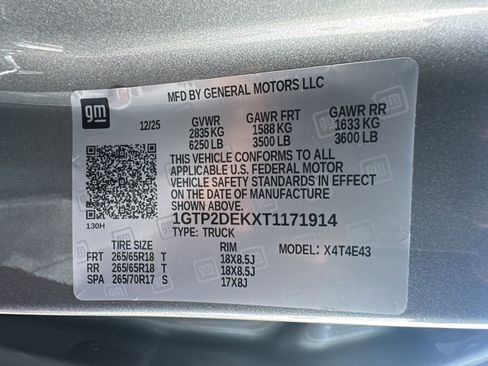 MFD BY GENERAL MOTORS LLC
gm
12/25 GVWR GAWR FRT GAWR RR
2835 KG 1588 KG 1633 KG
6250 LB 3500 LB 3600 LB
THIS VEHICLE CONFORMS TO ALL
APPLICABLE U.S. FEDERAL MOTOR
VEHICLE SAFETY STANDARDS IN EFFECT
ON THE DATE OF MANUFACTURE
SHOWN ABOVE.
1GTP2DEKXT1171914
130H TYPE: TRUCK
TIRE SIZE RIM MODEL: X4T4E43
FRT 265/65R18 T 18X8.5J
RR 265/65R18 T 18X8.5J
SPA 265/70R17 S 17X8J